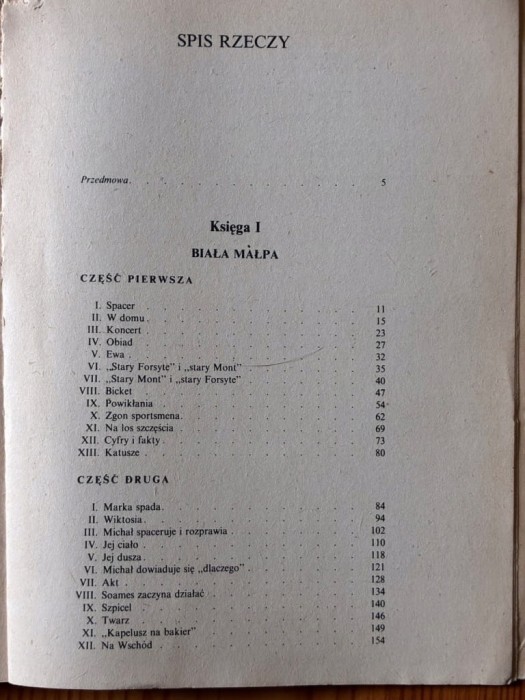 SPIS RZECZY
Przedmowa. . . . . . . . . . . . . . 5
Księga I
BIAŁA MAŁPA
CZĘŚĆ PIERWSZA
I. Spacer . . . . . . . . . . . . . 11
II. W domu . . . . . . . . . . . . . 15
III. Koncert . . . . . . . . . . . . . 23
IV. Obiad . . . . . . . . . . . . . 27
V. Ewa . . . . . . . . . . . . . 32
VI. „Stary Forsyte" i „stary Mont" . . . . . . . 35
VII. „Stary Mont" i „stary Forsyte" . . . . . . . 40
VIII. Bicket . . . . . . . . . . . . . 47
IX. Powikłania . . . . . . . . . . . . 54
X. Zgon sportsmena . . . . . . . . . . 62
XI. Na los szczęścia . . . . . . . . . . 69
XII. Cyfry i fakty . . . . . . . . . . . 73
XIII. Katusze . . . . . . . . . . . . 80
CZĘŚĆ DRUGA
I. Marka spada . . . . . . . . . . . 84
II. Wiktosia . . . . . . . . . . . . 94
III. Michał spaceruje i rozprawia . . . . . . . 102
IV. Jej ciało . . . . . . . . . . . . 110
V. Jej dusza . . . . . . . . . . . . 118
VI. Michał dowiaduje się „dlaczego" . . . . . . 121
VII. Akt . . . . . . . . . . . . . 128
VIII. Soames zaczyna działać . . . . . . . . 134
IX. Szpicel . . . . . . . . . . . . 140
X. Twarz . . . . . . . . . . . . 146
XI. „Kapelusz na bakier" . . . . . . . . . 149
XII. Na Wschód . . . . . . . . . . . 154